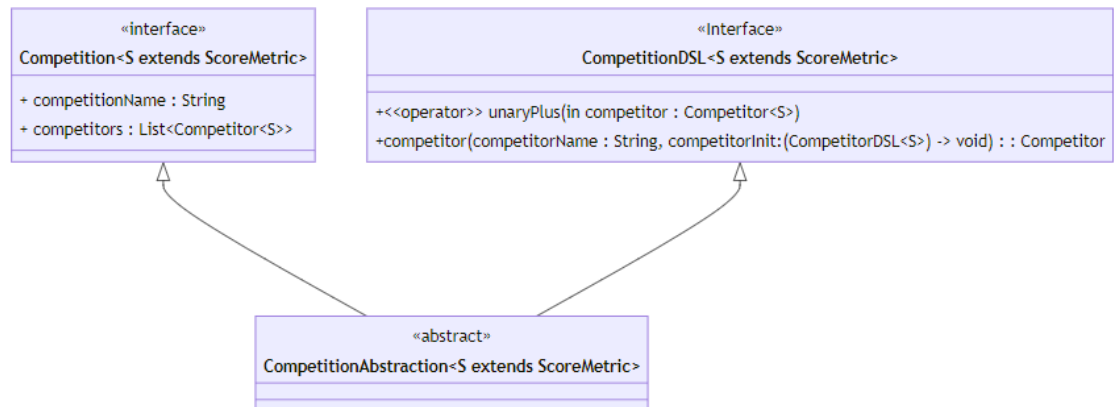 «interface»
Competition<S extends ScoreMetric>
+ competitionName : String
+ competitors : List<Competitor<S>>
«Interface»
CompetitionDSL<S extends ScoreMetric>
+<<operator>> unaryPlus(in competitor : Competitor<S>)
+competitor(competitorName : String, competitorInit:(CompetitorDSL<S>) -> void) : : Competitor
«abstract»
CompetitionAbstraction<S extends ScoreMetric>